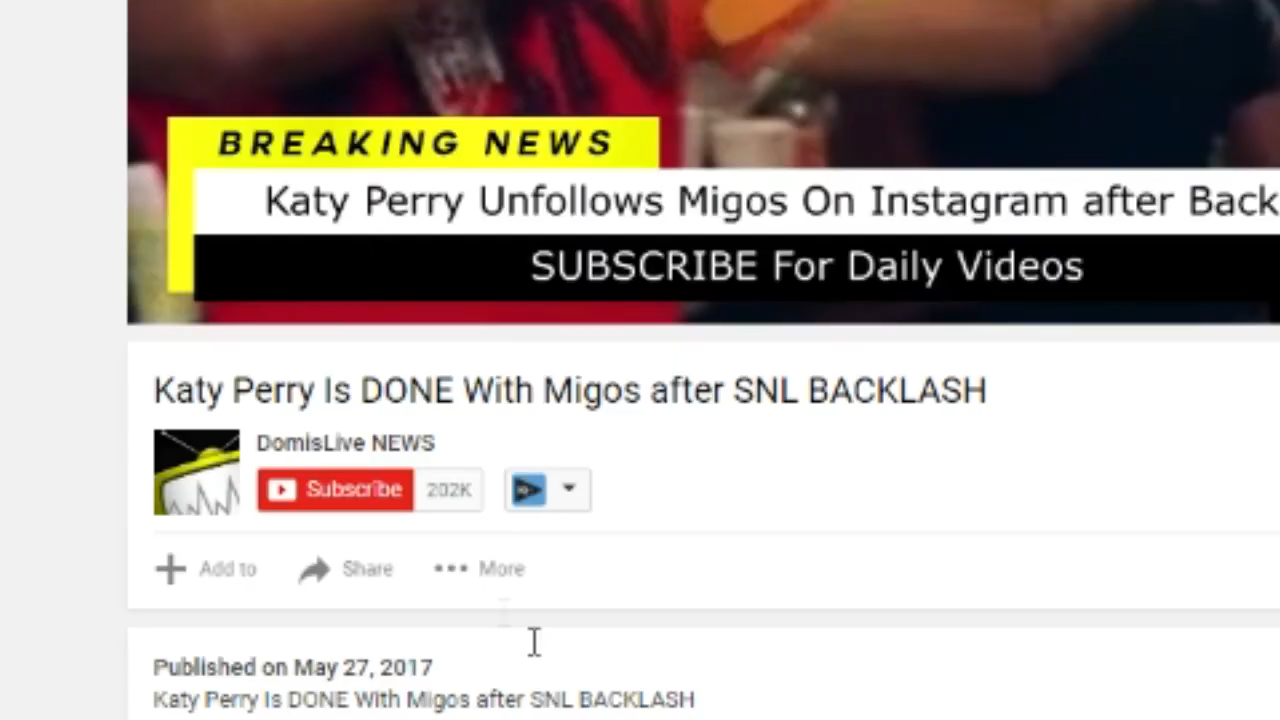 BREAKING NEWS
Katy Perry Unfollows Migos On Instagram after Back
SUBSCRIBE For Daily Videos
Katy Perry Is DONE With Migos after SNL BACKLASH
DomisLive NEWS
Subscribe 202K
Add to Share More
Published on May 27, 2017
Katy Perry Is DONE With Migos after SNL BACKLASH